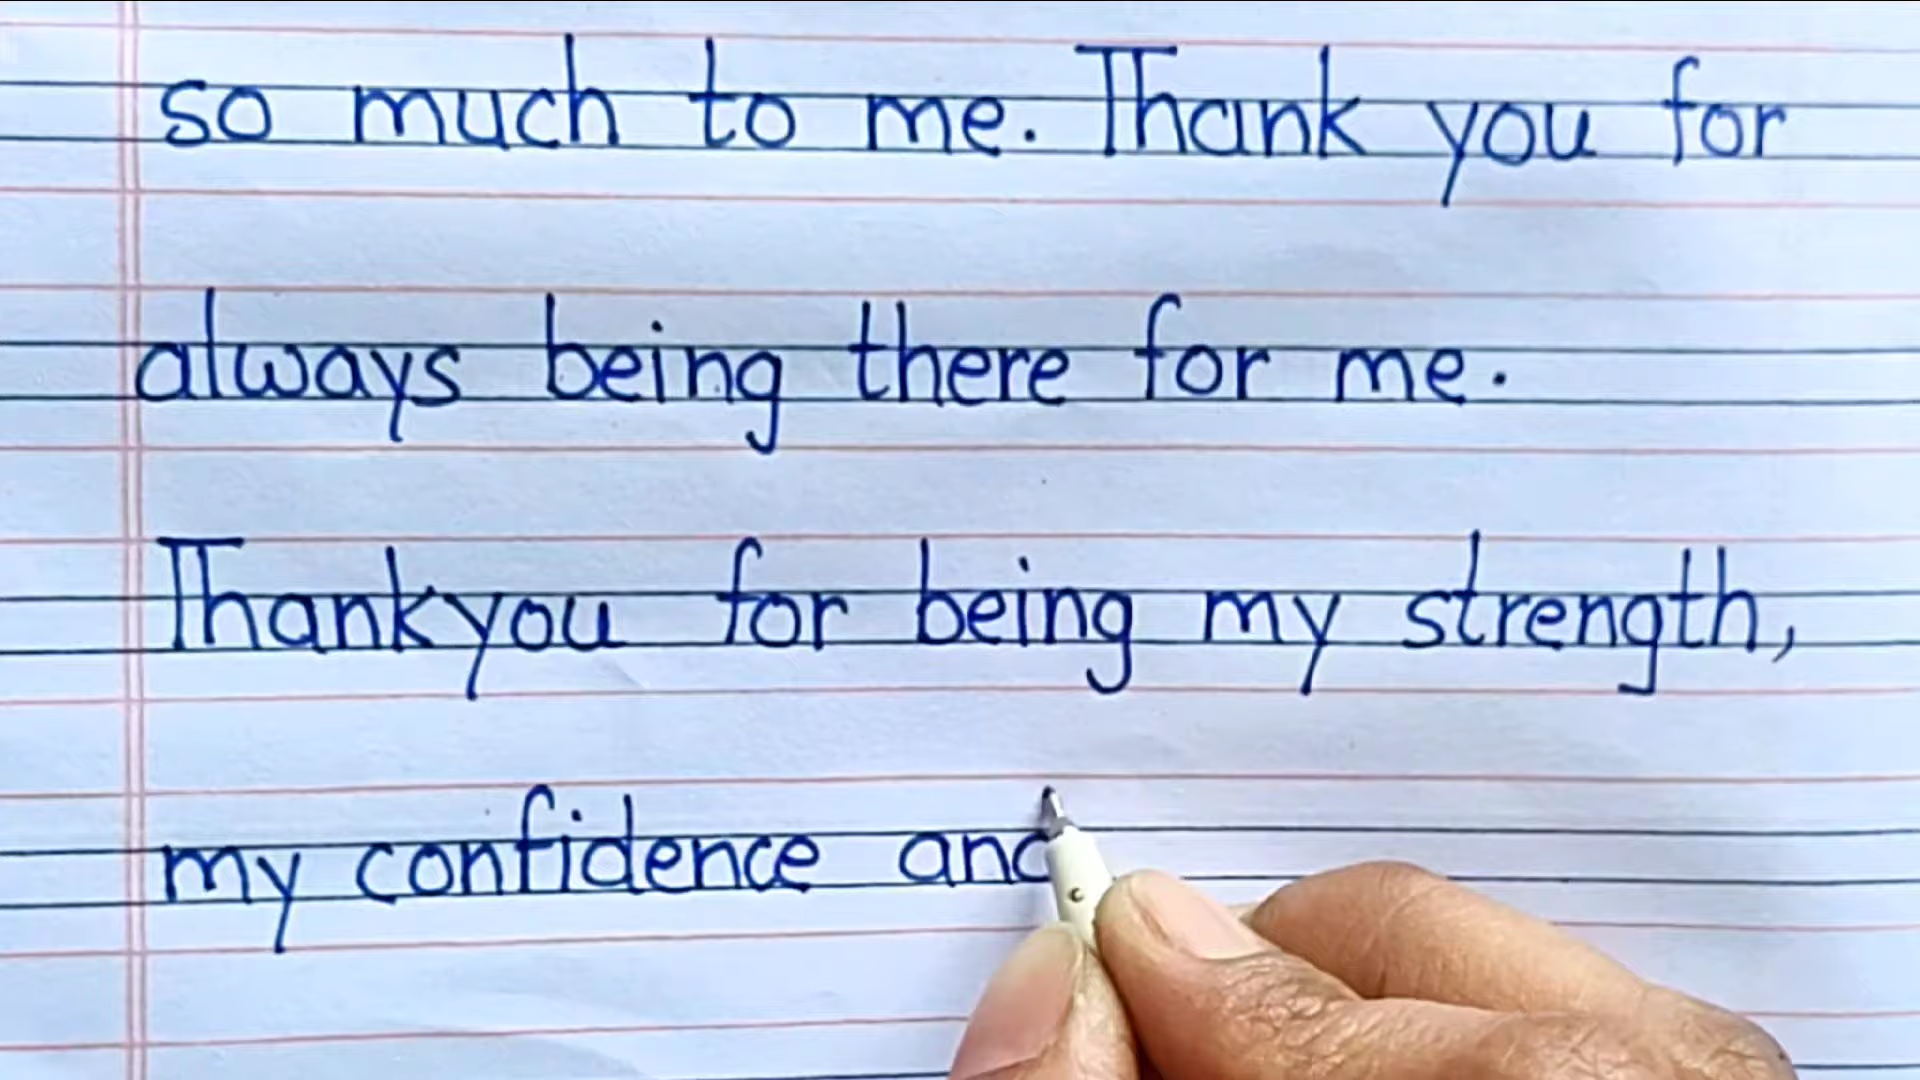 so much to me. Thank you for
always being there for me.
Thankyou for being my strength,
my confidence and